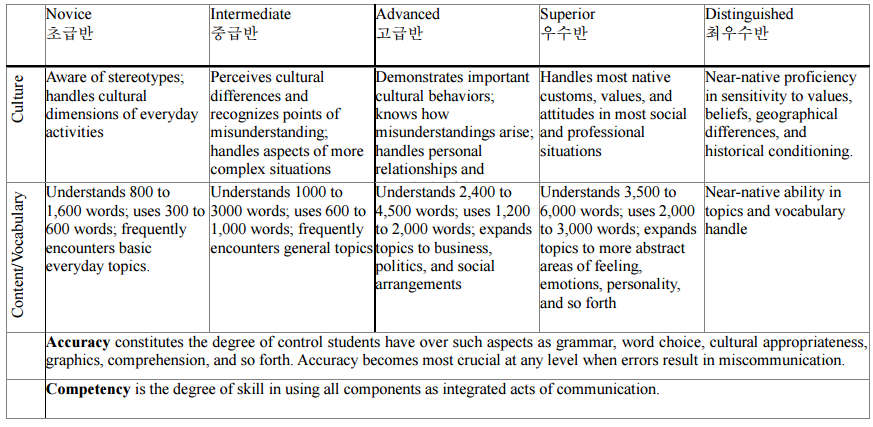 Novice
초급반
Intermediate
중급반
Advanced
고급반
Superior
우수반
Distinguished
최우수반
Culture
Aware of stereotypes;
handles cultural
dimensions of everyday
activities
Perceives cultural
differences and
recognizes points of
misunderstanding;
handles aspects of more
complex situations
Demonstrates important
cultural behaviors;
knows how
misunderstandings arise;
handles personal
relationships and
Handles most native
customs, values, and
attitudes in most social
and professional
situations
Near-native proficiency
in sensitivity to values,
beliefs, geographical
differences, and
historical conditioning.
Content/Vocabulary
Understands 800 to
1,600 words; uses 300 to
600 words; frequently
encounters basic
everyday topics.
Understands 1000 to
3000 words; uses 600 to
1,000 words; frequently
encounters general topics
Understands 2,400 to
4,500 words; uses 1,200
to 2,000 words; expands
topics to business,
politics, and social
arrangements
Understands 3,500 to
6,000 words; uses 2,000
to 3,000 words; expands
topics to more abstract
areas of feeling,
emotions, personality,
and so forth
Near-native ability in
topics and vocabulary
handle
Accuracy constitutes the degree of control students have over such aspects as grammar, word choice, cultural appropriateness,
graphics, comprehension, and so forth. Accuracy becomes most crucial at any level when errors result in miscommunication.
Competency is the degree of skill in using all components as integrated acts of communication.